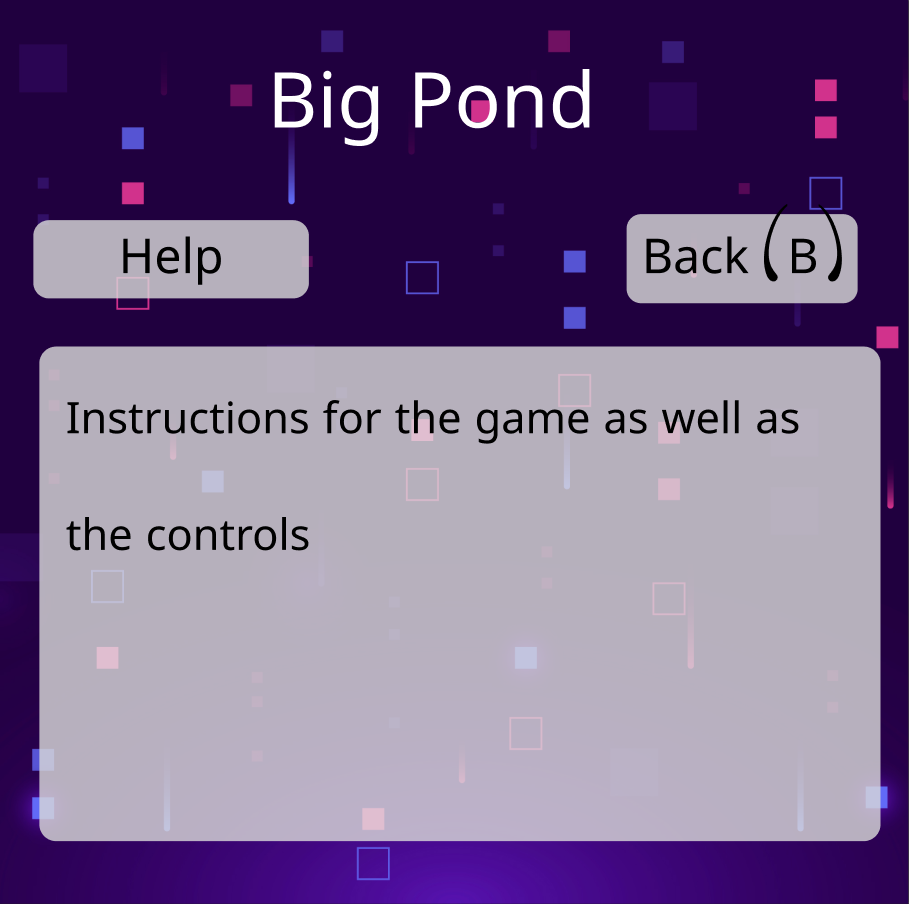 Big Pond
Help
Back (B)
Instructions for the game as well as
the controls